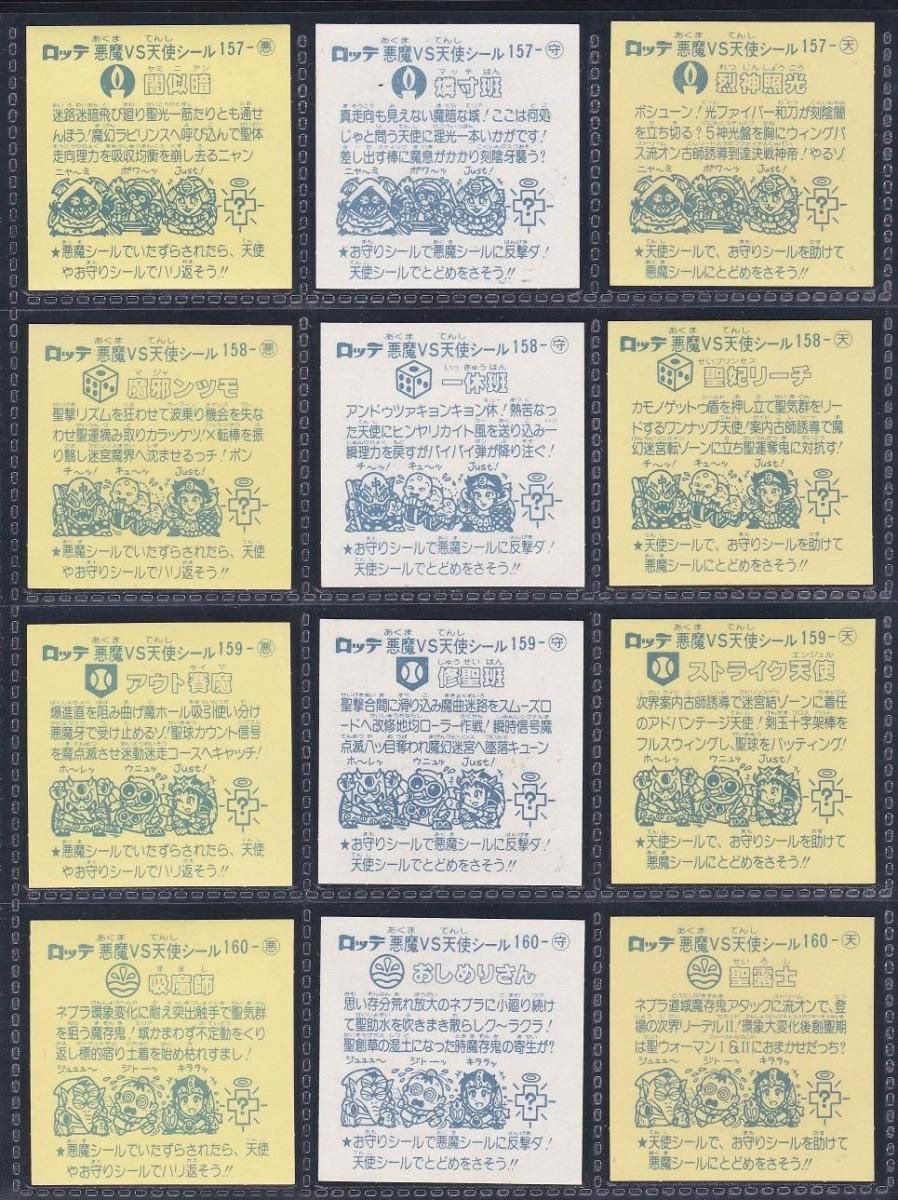 ロッテ 悪魔VS天使シール 157-悪
闇似暗
迷路迷暗飛び廻り聖光一筋たりとも通せ
んぼう!魔幻ラビリンスへ呼び込んで聖体
走向理力を吸収均衡を崩し去るニャン
ニャ〜ミ ポワ〜ッ Just!
★悪魔シールでいたずらされたら、天使
やお守りシールでハリ返そう!!
ロッテ 悪魔VS天使シール 157-守
燐寸班
真走向も見えない魔暗な城!ここは何処
じゃと問う天使に理光一本いかがです!
差し出す棒に魔息がかかり刻陰牙襲う?
ニャ〜ミ ポワ〜ッ Just!
★お守りシールで悪魔シールに反撃ダ!
天使シールでとどめをさそう!!
ロッテ 悪魔VS天使シール 157-天
烈神照光
ボシューン!光ファイバー和刀が刻陰闇
を立ち切る?5神光盤を胸にウィングパ
ス流オン古師誘導到達決戦神帝!やるゾ
ニャ〜ミ ポワ〜ッ Just!
★天使シールで、お守りシールを助けて
悪魔シールにとどめをさそう!!
ロッテ 悪魔VS天使シール 158-悪
魔邪ンツモ
聖撃リズムを狂わせて波乗り機会を失な
わせ聖運摘み取りカラッケツ!×転棒を振
り翳し迷宮魔界へ沈ませるっチ!ポン
チ〜ッ! キュ〜ッ Just!
★悪魔シールでいたずらされたら、天使
やお守りシールでハリ返そう!!
ロッテ 悪魔VS天使シール 158-守
一休班
アンドゥツァキョンキョン休!熱苦なっ
た天使にヒンヤリカイト風を送り込み一
瞬理力を戻すがパイパイ弾が降り注ぐ!
チ〜ッ! キュ〜ッ Just!
★お守りシールで悪魔シールに反撃ダ!
天使シールでとどめをさそう!!
ロッテ 悪魔VS天使シール 158-天
聖妃リーチ
カモノゲットゥ盾を押し立て聖気群をリー
ドするワンナップ天使!案内古師誘導で魔
幻迷宮転ゾーンに立ち聖運奪鬼に対抗す!
チ〜ッ! キュ〜ッ Just!
★天使シールで、お守りシールを助けて
悪魔シールにとどめをさそう!!
ロッテ 悪魔VS天使シール 159-悪
アウト賽魔
爆進直を阻み曲げ魔ホール吸引使い分け
悪魔牙で受け止めるゾ!聖球カウント信号
を魔点滅させ迷動迷走コースへキャッチ!
ホ〜レッ ウニュッ Just!
★悪魔シールでいたずらされたら、天使
やお守りシールでハリ返そう!!
ロッテ 悪魔VS天使シール 159-守
修聖班
聖撃合間に滑り込み魔曲迷路をスムーズロ
ードへ改修地均ローラー作戦!瞬時信号魔
点滅八ッ目奪われ魔幻迷宮へ墜落キューン
ホ〜レッ ウニュッ Just!
★お守りシールで悪魔シールに反撃ダ!
天使シールでとどめをさそう!!
ロッテ 悪魔VS天使シール 159-天
ストライク天使
次界案内古師誘導で迷宮結ゾーンに着任
のアドバンテージ天使!剣玉十字架棒を
フルスウィングし、聖球をバッティング!
ホ〜レッ ウニュッ Just!
★天使シールで、お守りシールを助けて
悪魔シールにとどめをさそう!!
ロッテ 悪魔VS天使シール 160-悪
吸魔師
ネブラ環象変化に耐え突出触手で聖気群
を狙う魔存鬼!域かまわず不足動をくり
返し標的宿り土着を始め枯れすまし!
ジュュュ〜 ジトーッ キララッ
★悪魔シールでいたずらされたら、天使
やお守りシールでハリ返そう!!
ロッテ 悪魔VS天使シール 160-守
おしめりさん
思い存分荒れ放大のネブラに小廻り続け
て聖助水を吹きまき散らしク〜ラクラ!
聖創草の湿土になった時魔存鬼の寄生が?
ジュュュ〜 ジトーッ キララッ
★お守りシールで悪魔シールに反撃ダ!
天使シールでとどめをさそう!!
ロッテ 悪魔VS天使シール 160-天
聖露士
ネブラ道域魔存鬼アタックに流オンで、登
場の次界リーデルII!環象大変化後創聖期
は聖ウォーマンI&IIにおまかせだっち?
ジュュュ〜 ジトーッ キララッ
★天使シールで、お守りシールを助けて
悪魔シールにとどめをさそう!!